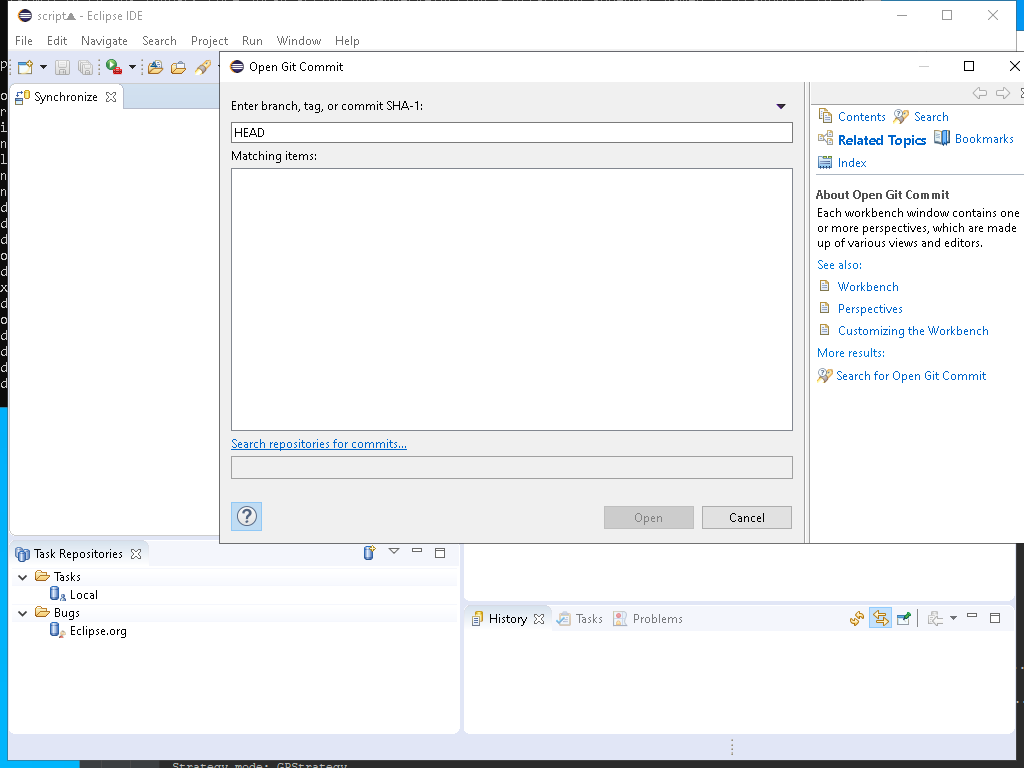 script▲ - Eclipse IDE
File Edit Navigate Search Project Run Window Help
Synchronize
Open Git Commit
Enter branch, tag, or commit SHA-1:
HEAD
Matching items:
Search repositories for commits...
Open Cancel
Contents Search
Related Topics Bookmarks
Index
About Open Git Commit
Each workbench window contains one
or more perspectives, which are made
up of various views and editors.
See also:
Workbench
Perspectives
Customizing the Workbench
More results:
Search for Open Git Commit
Task Repositories
Tasks
Local
Bugs
Eclipse.org
History Tasks Problems
Strategy mode: GPStrategy